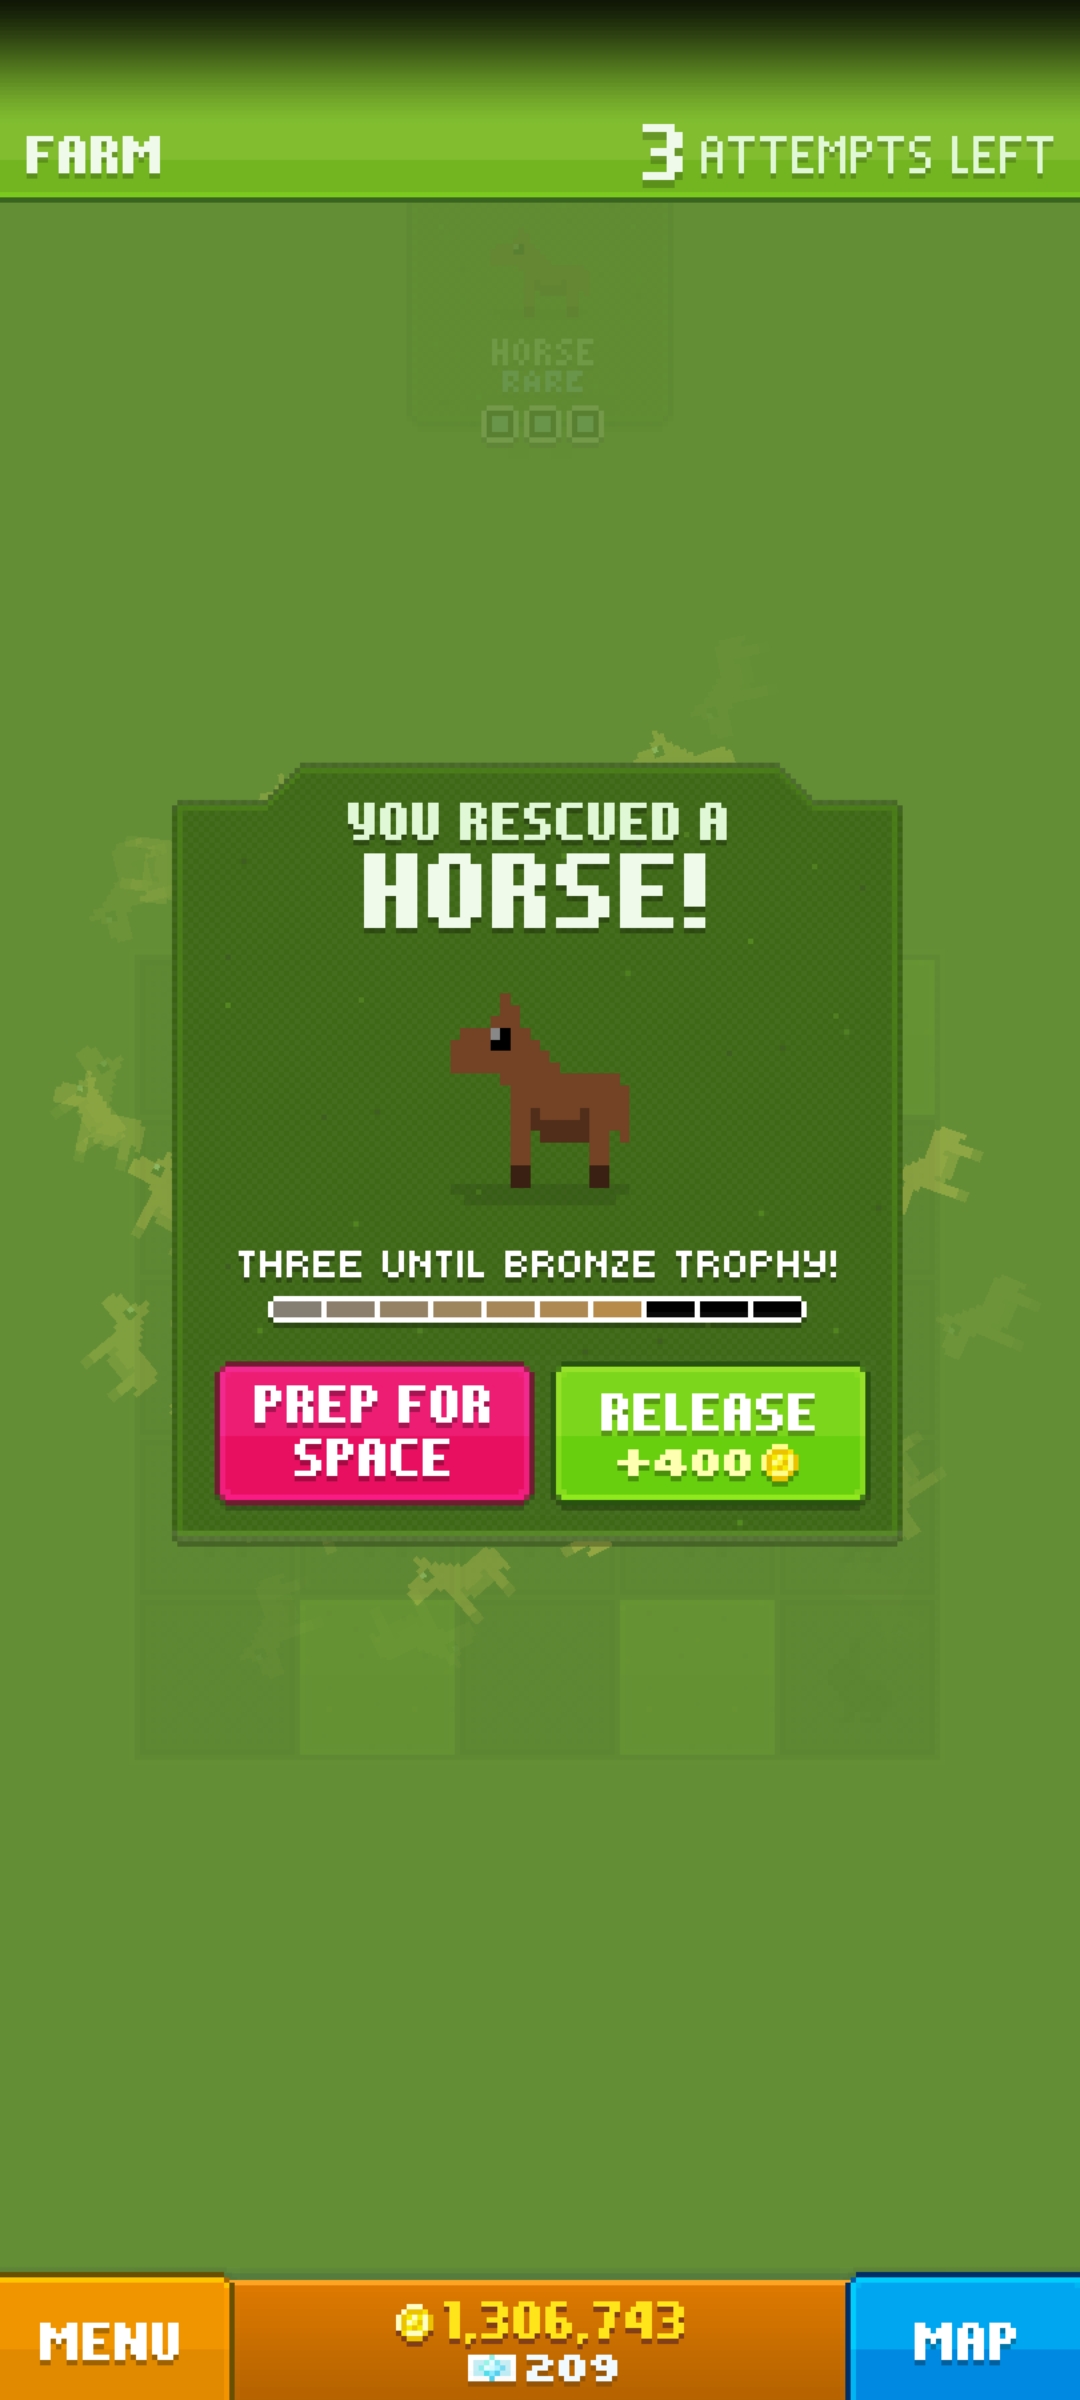 FARM
3 ATTEMPTS LEFT
HORSE
RARE
YOU RESCUED A
HORSE!
THREE UNTIL BRONZE TROPHY!
PREP FOR
SPACE
RELEASE
+400
MENU
1,306,743
209
MAP